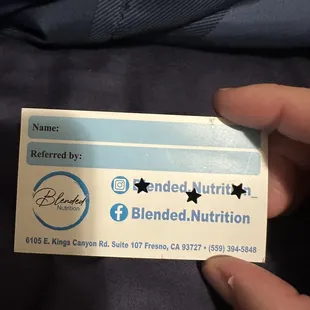 Name:
Referred by:
Blended
Nutrition
Blended.Nutrition_
Blended.Nutrition
6105 E. Kings Canyon Rd. Suite 107 Fresno, CA 93727 • (559) 394-5848